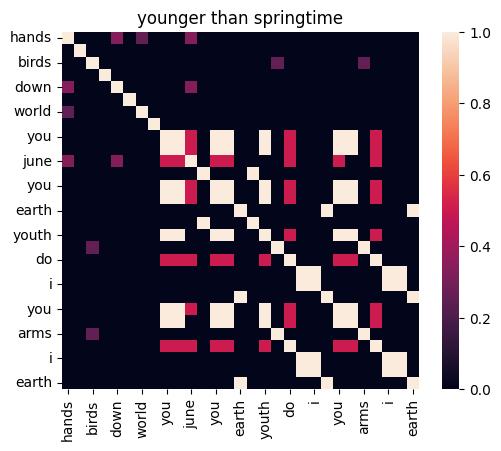 younger than springtime
hands
birds
down
world
you
june
you
earth
youth
do
i
you
arms
i
earth
hands
birds
down
world
you
june
you
earth
youth
do
i
you
arms
i
earth
1.0
0.8
0.6
0.4
0.2
0.0